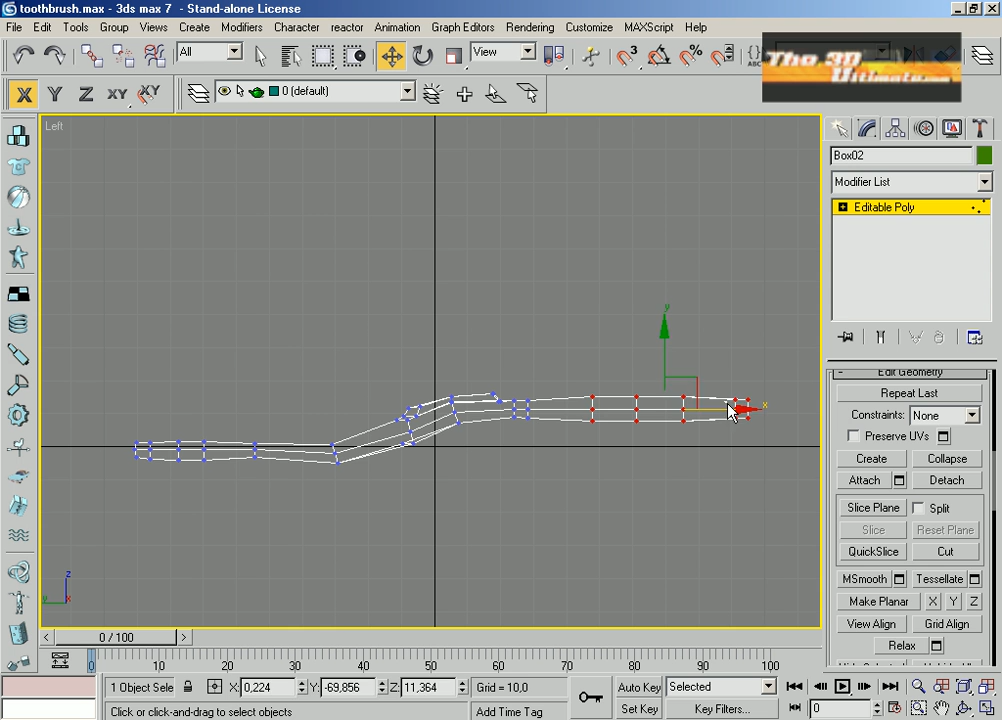 toothbrush.max - 3ds max 7 - Stand-alone License
File Edit Tools Group Views Create Modifiers Character reactor Animation Graph Editors Rendering Customize MAXScript Help
All View
The 3D
Ultimate.com
X Y Z XY XY 0 (default)
Left
Box02
Modifier List
Editable Poly
y
x
z
y x
Edit Geometry
Repeat Last
Constraints: None
Preserve UVs
Create Collapse
Attach Detach
Slice Plane Split
Slice Reset Plane
QuickSlice Cut
MSmooth Tessellate
Make Planar X Y Z
View Align Grid Align
Relax
0 / 100
0 10 20 30 40 50 60 70 80 90 100
1 Object Sele X: 0,224 Y: -69,856 Z: 11,364 Grid = 10,0 Auto Key Selected
Click or click-and-drag to select objects Add Time Tag Set Key Key Filters... 0